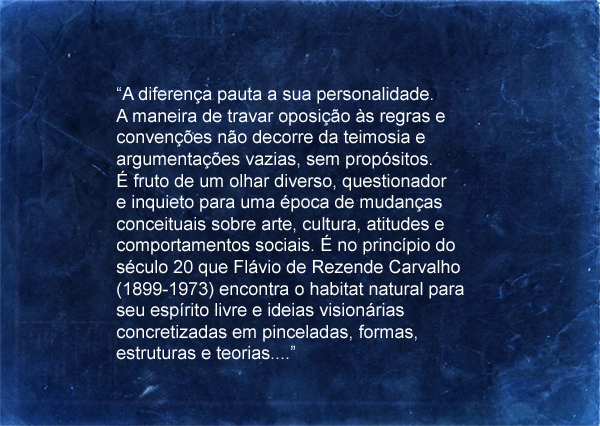 “A diferença pauta a sua personalidade.
A maneira de travar oposição às regras e
convenções não decorre da teimosia e
argumentações vazias, sem propósitos.
É fruto de um olhar diverso, questionador
e inquieto para uma época de mudanças
conceituais sobre arte, cultura, atitudes e
comportamentos sociais. É no princípio do
século 20 que Flávio de Rezende Carvalho
(1899-1973) encontra o habitat natural para
seu espírito livre e ideias visionárias
concretizadas em pinceladas, formas,
estruturas e teorias....”